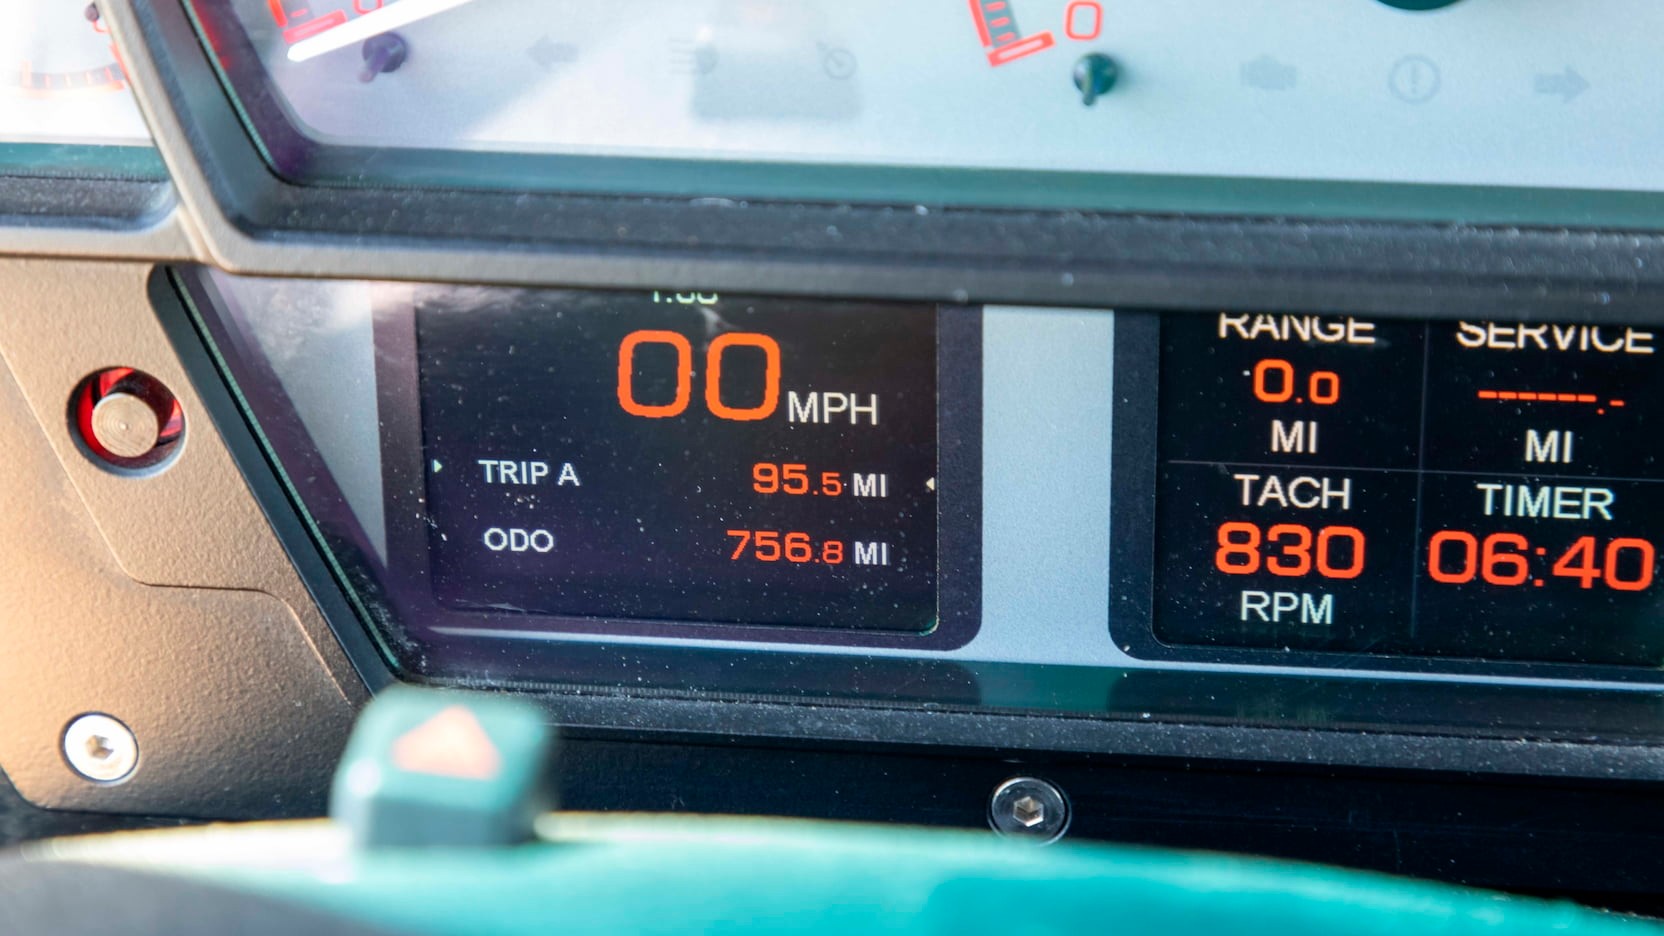 0
00 MPH
TRIP A 95.5 MI
ODO 756.8 MI
RANGE
0.0
MI
SERVICE
------.-
MI
TACH
830
RPM
TIMER
06:40